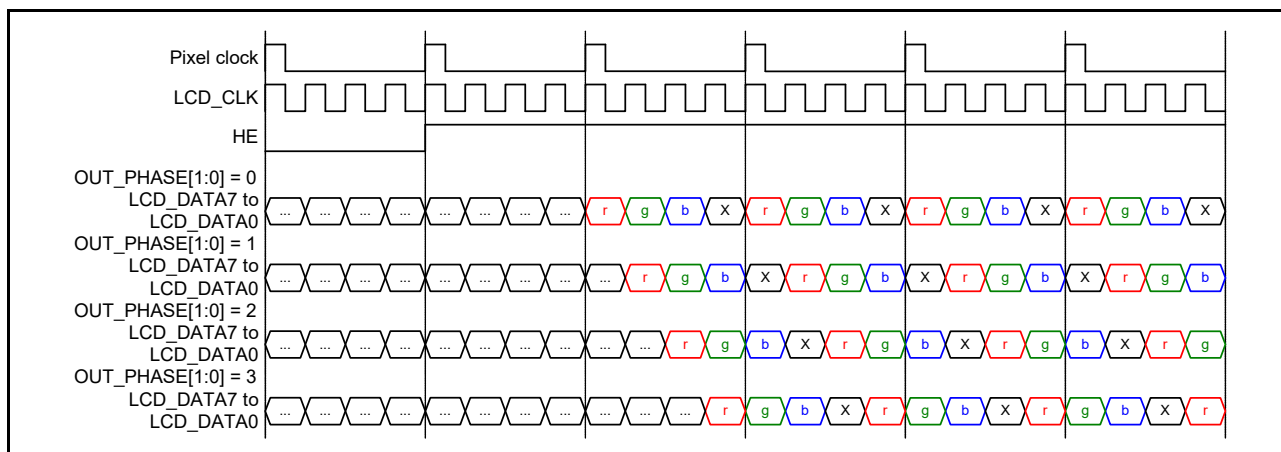 Pixel clock
LCD_CLK
HE
OUT_PHASE[1:0] = 0
LCD_DATA7 to
LCD_DATA0
... ... ... ... ... ... ... ... r g b X r g b X r g b X r g b X
OUT_PHASE[1:0] = 1
LCD_DATA7 to
LCD_DATA0
... ... ... ... ... ... ... ... ... r g b X r g b X r g b X r g b
OUT_PHASE[1:0] = 2
LCD_DATA7 to
LCD_DATA0
... ... ... ... ... ... ... ... ... ... r g b X r g b X r g b X r g
OUT_PHASE[1:0] = 3
LCD_DATA7 to
LCD_DATA0
... ... ... ... ... ... ... ... ... ... ... r g b X r g b X r g b X r